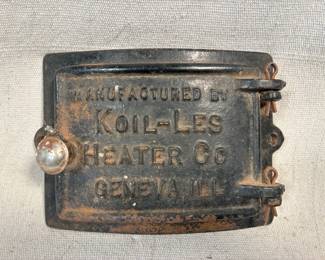 MANUFACTURED BY
KOIL-LES
HEATER CO
GENEVA ILL